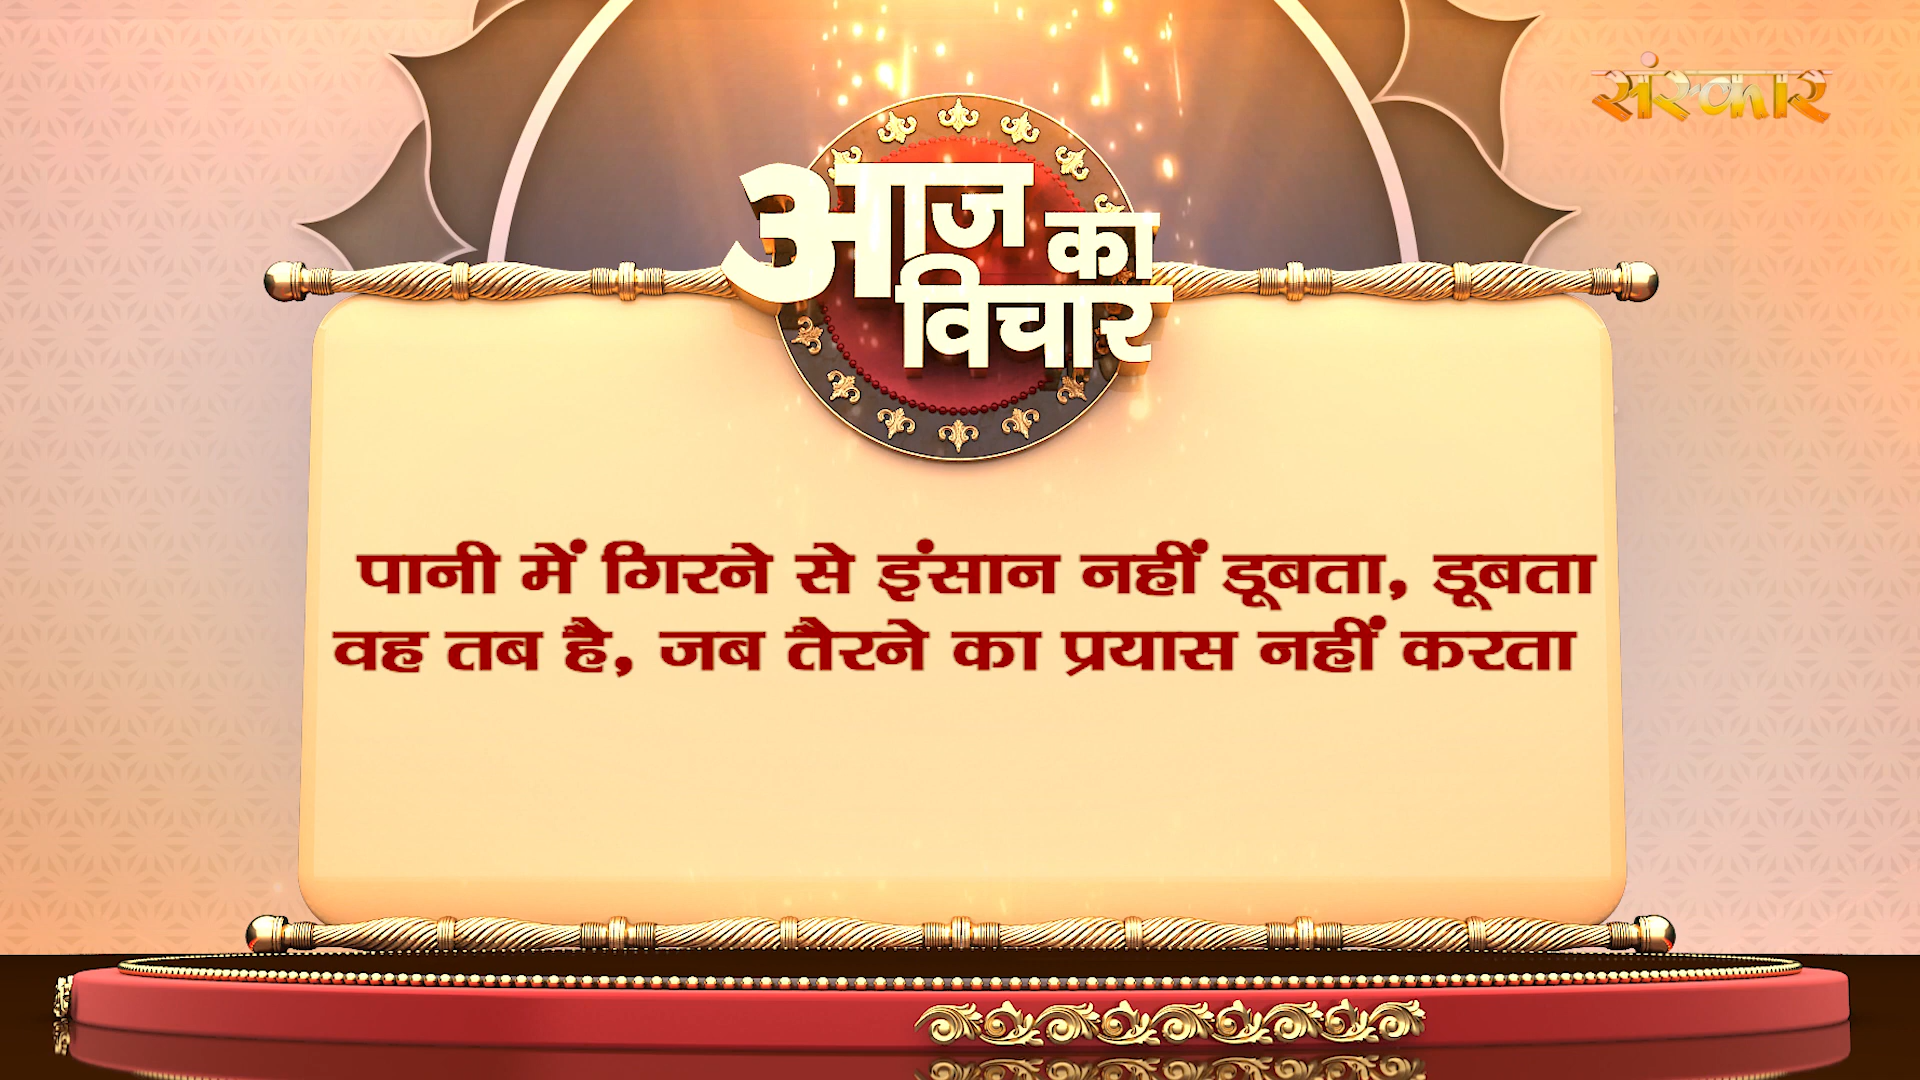 संस्कार
आज का
विचार
पानी में गिरने से इंसान नहीं डूबता, डूबता
वह तब है, जब तैरने का प्रयास नहीं करता